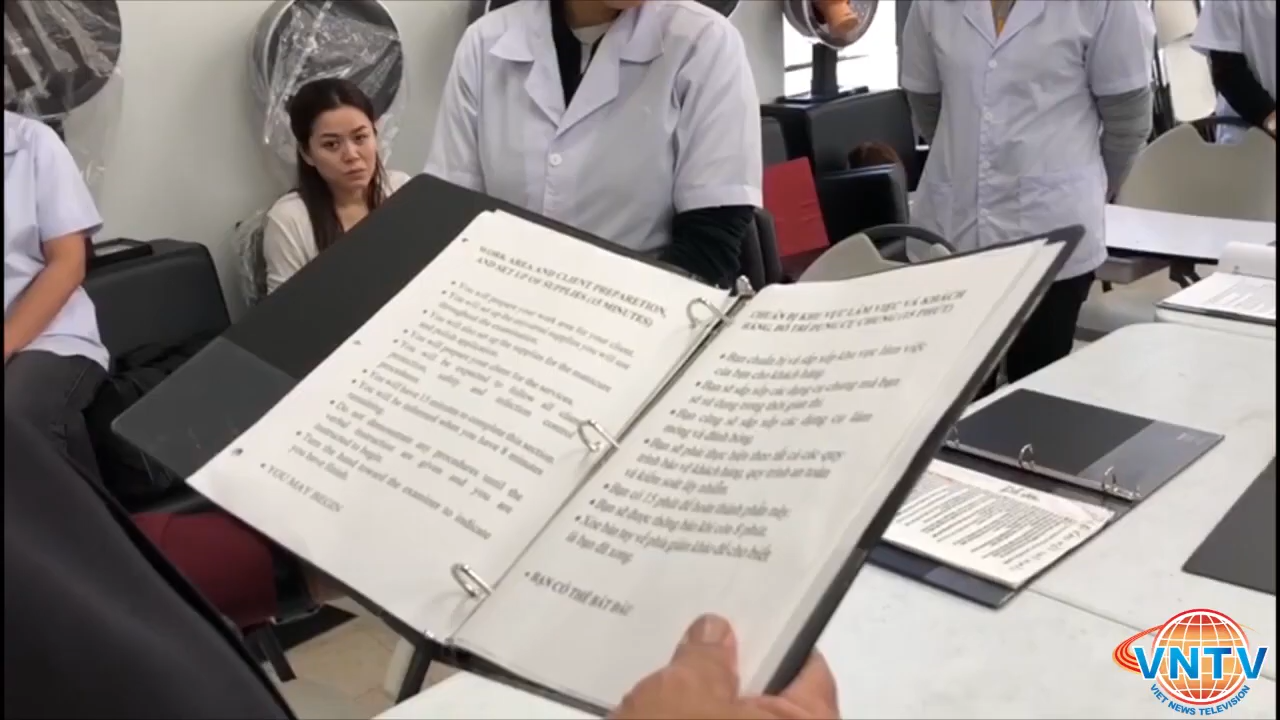 WORK AREA AND CLIENT PREPARETION,
AND SET UP OF SUPPLIES (15 MINUTES)
• You will prepare your work area for your client.
• You will set up the universal supplies you will use
throughout the examination.
• You will also set up the supplies for the manicure
and polish application.
• You will prepare your client for the services.
• You will be expected to follow all client
protection, safety and infection control
procedures.
• You will have 15 minutes to complete this section.
• You will be informed when you have 8 minutes
remaining.
• Do not demonstrate any procedures until the
verbal instructions are given and you are
instructed to begin.
• Turn the hand toward the examiner to indicate
you have finish.
• YOU MAY BEGIN
CHUẨN BỊ KHU VỰC LÀM VIỆC VÀ KHÁCH
HÀNG, BỐ TRÍ DỤNG CỤ CHUNG (15 PHÚT)
• Bạn chuẩn bị và sắp xếp khu vực làm việc
của bạn cho khách hàng.
• Bạn sẽ sắp xếp các dụng cụ chung mà bạn
sẽ sử dụng trong thời gian thi.
• Bạn cũng sẽ sắp xếp các dụng cụ làm
móng và đánh bóng.
• Bạn sẽ phải thực hiện theo tất cả các quy
trình bảo vệ khách hàng, quy trình an toàn
và kiểm soát lây nhiễm.
• Bạn có 15 phút để hoàn thành phần này.
• Bạn sẽ được thông báo khi còn 8 phút.
• Xòe bàn tay về phía giám khảo để cho biết
là bạn đã xong.
• BẠN CÓ THỂ BẮT ĐẦU
VNTV
VIET NEWS TELEVISION